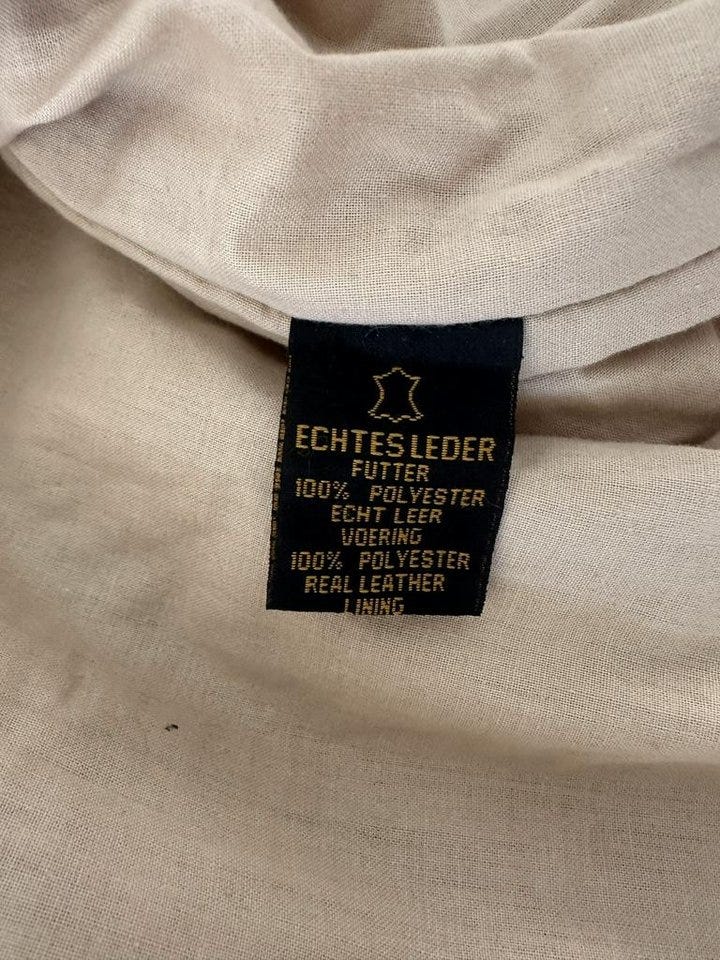 ECHTES LEDER
FUTTER
100% POLYESTER
ECHT LEER
VOERING
100% POLYESTER
REAL LEATHER
LINING